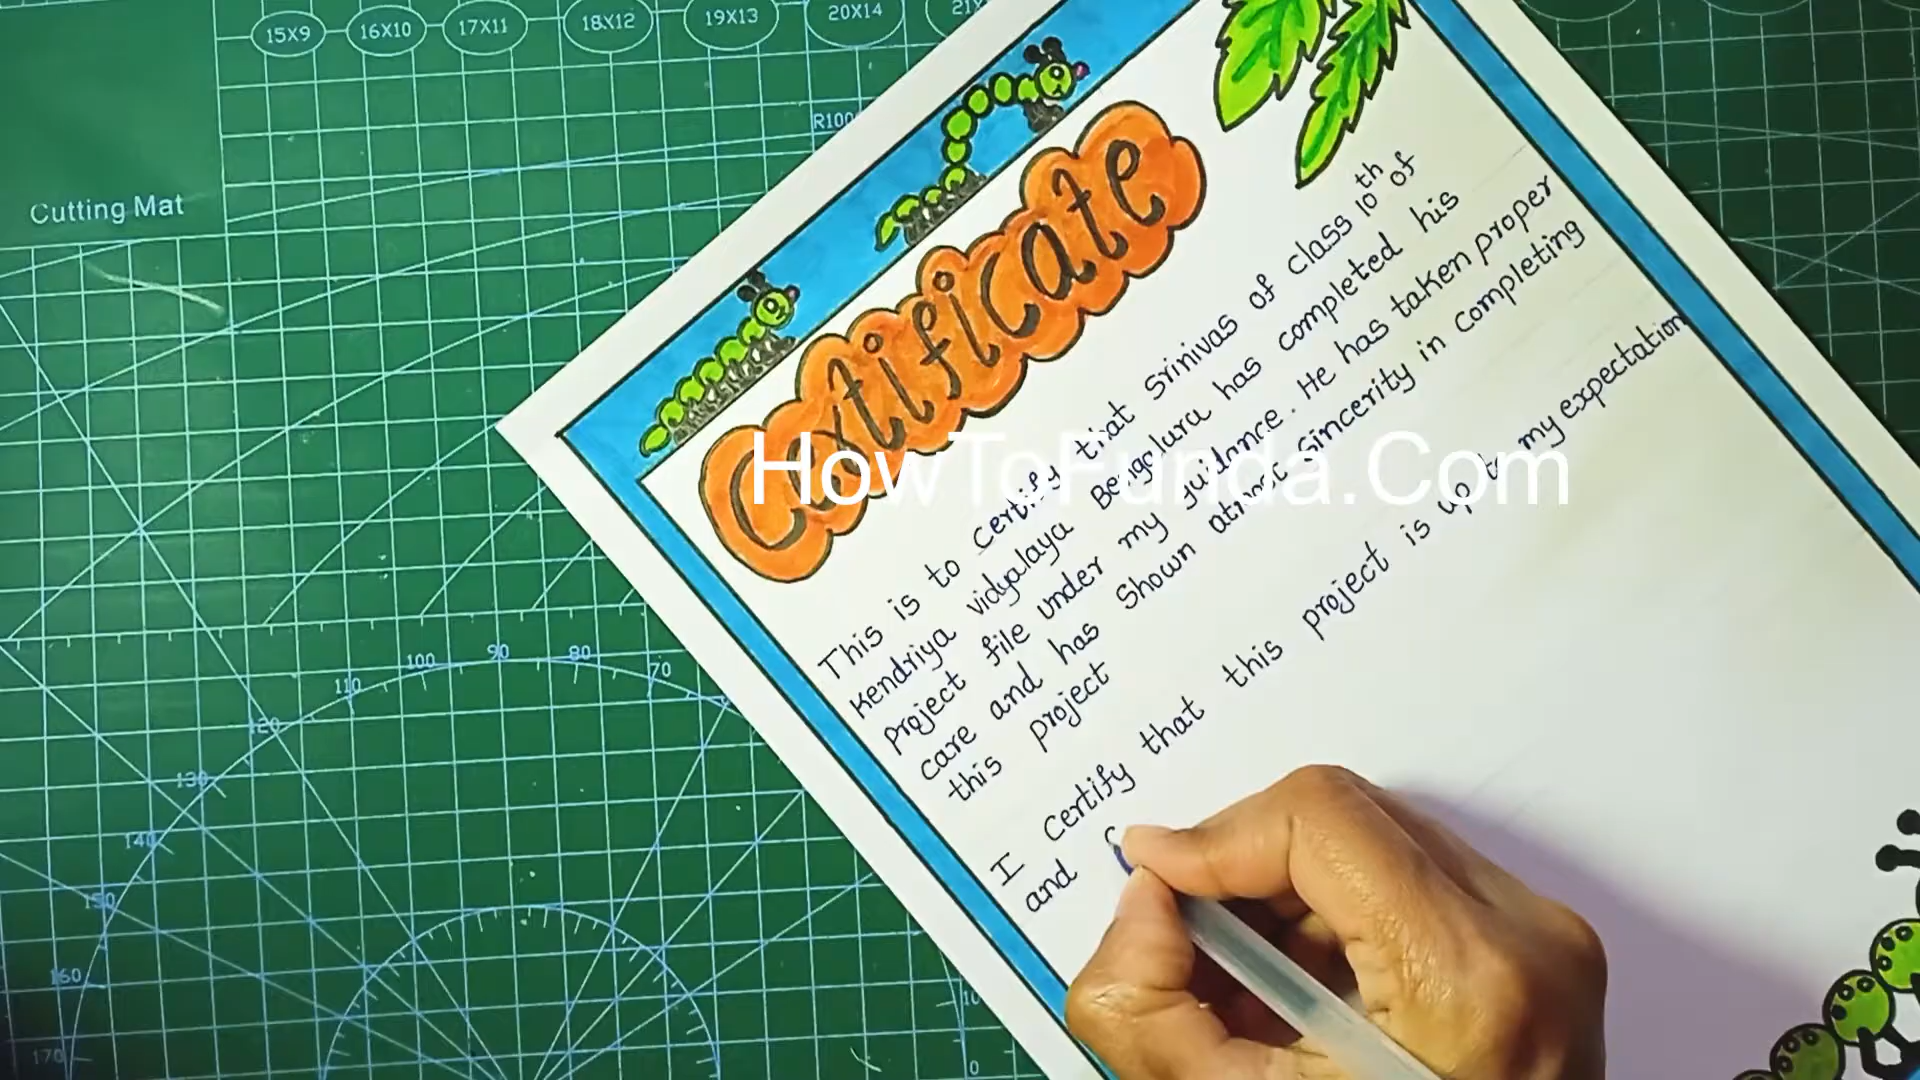 15X9 16X10 17X11 18X12 19X13 20X14
R100
Cutting Mat
Certificate
This is to certify that Srinivas of class 10th of
Kendriya vidyalaya Bengaluru has completed his
project file under my guidance. He has taken proper
care and has Shown atmost sincerity in completing
this project
I certify that this project is up to my expectation
and
HowToFunda.Com
70
80
90
100
110
120
130
140
150
160
170
10
0